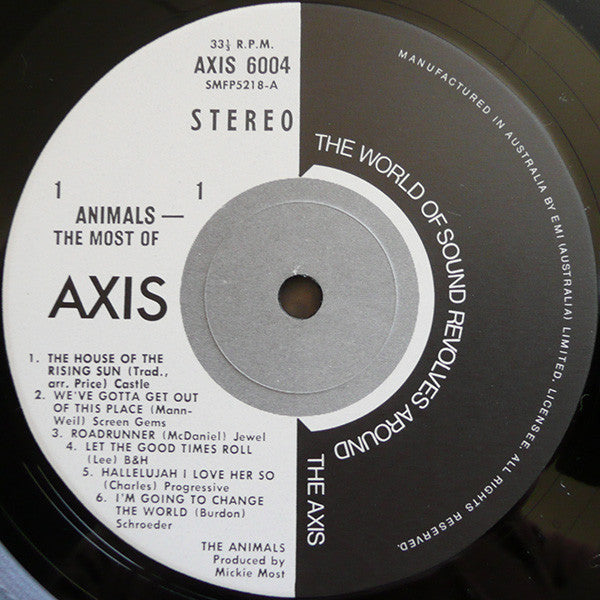 33⅓ R.P.M.
AXIS 6004
SMFP5218-A
STEREO
1 1
ANIMALS —
THE MOST OF
AXIS
1. THE HOUSE OF THE
RISING SUN (Trad.,
arr. Price) Castle
2. WE'VE GOTTA GET OUT
OF THIS PLACE (Mann-
Weil) Screen Gems
3. ROADRUNNER (McDaniel) Jewel
4. LET THE GOOD TIMES ROLL
(Lee) B&H
5. HALLELUJAH I LOVE HER SO
(Charles) Progressive
6. I'M GOING TO CHANGE
THE WORLD (Burdon)
Schroeder
THE ANIMALS
Produced by
Mickie Most
THE WORLD OF SOUND REVOLVES AROUND THE AXIS
MANUFACTURED IN AUSTRALIA BY EMI (AUSTRALIA) LIMITED. LICENSEE. ALL RIGHTS RESERVED.